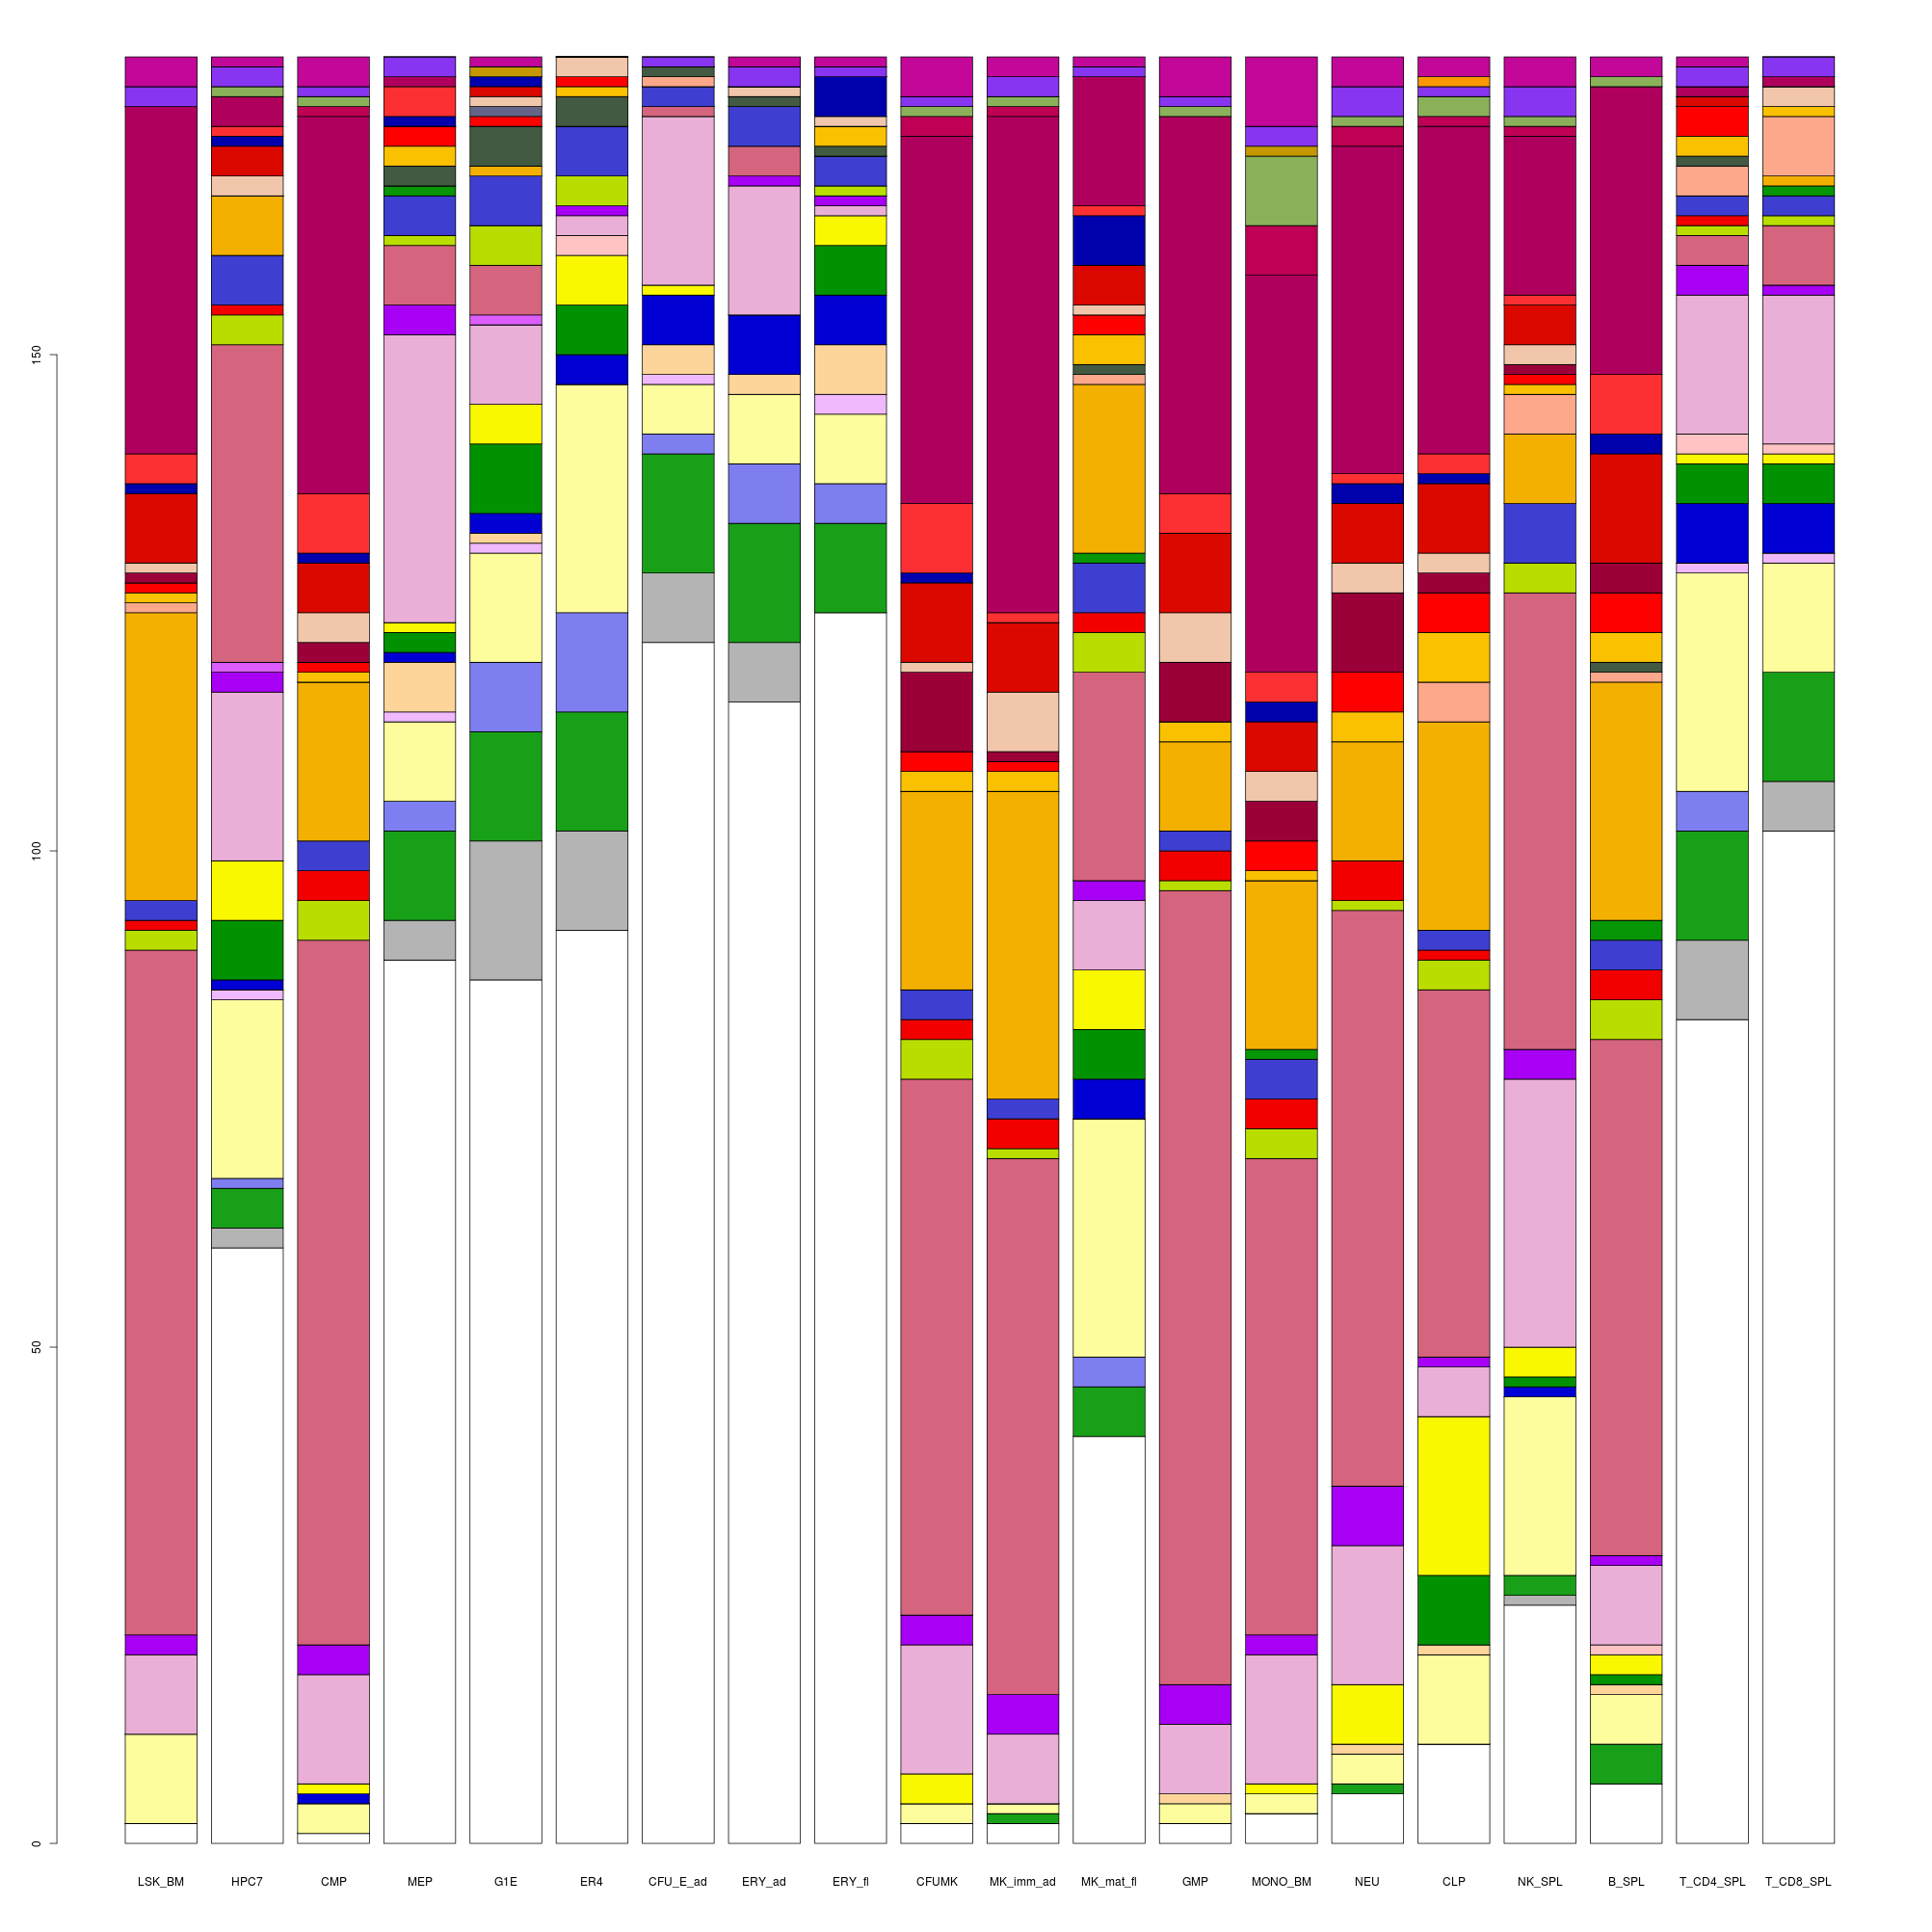 150
100
50
0
LSK_BM HPC7 CMP MEP G1E ER4 CFU_E_ad ERY_ad ERY_fl CFUMK MK_imm_ad MK_mat_fl GMP MONO_BM NEU CLP NK_SPL B_SPL T_CD4_SPL T_CD8_SPL